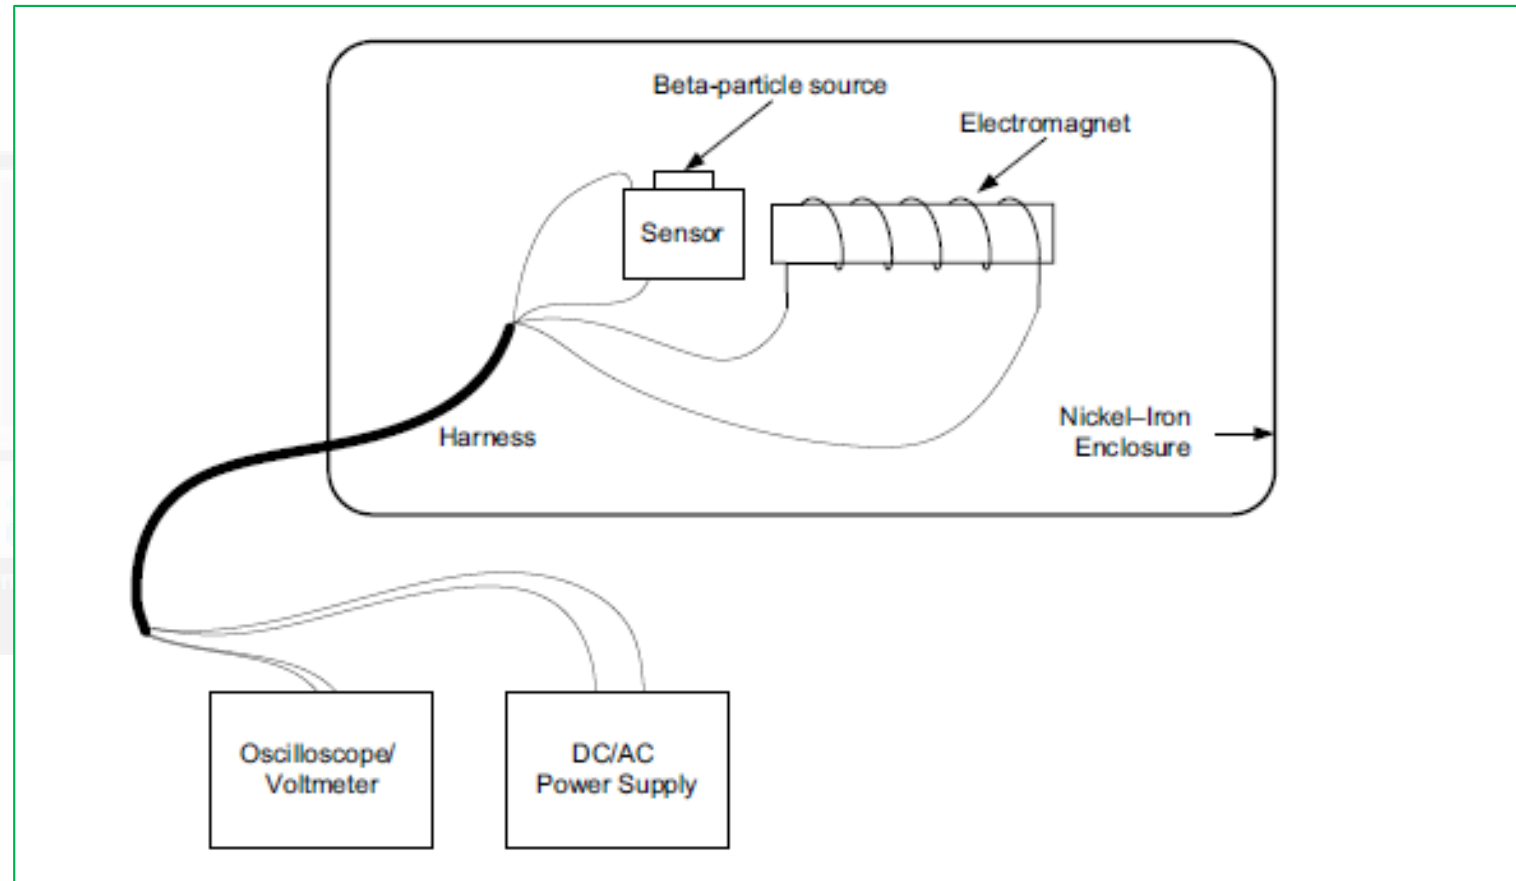 Beta-particle source
Electromagnet
Sensor
Harness
Nickel–Iron
Enclosure
Oscilloscope/
Voltmeter
DC/AC
Power Supply